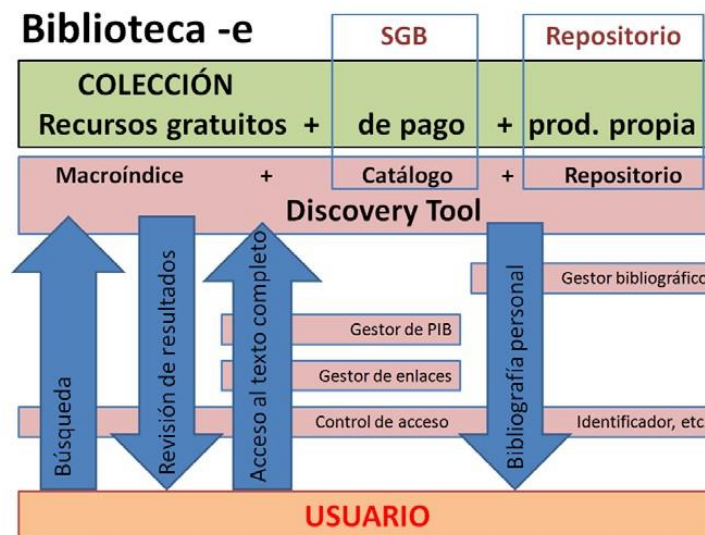 Biblioteca -e
SGB
Repositorio
COLECCIÓN
Recursos gratuitos + de pago + prod. propia
Macroíndice + Catálogo + Repositorio
Discovery Tool
Búsqueda
Revisión de resultados
Acceso al texto completo
Bibliografía personal
Gestor bibliográfico
Gestor de PIB
Gestor de enlaces
Control de acceso
Identificador, etc
USUARIO